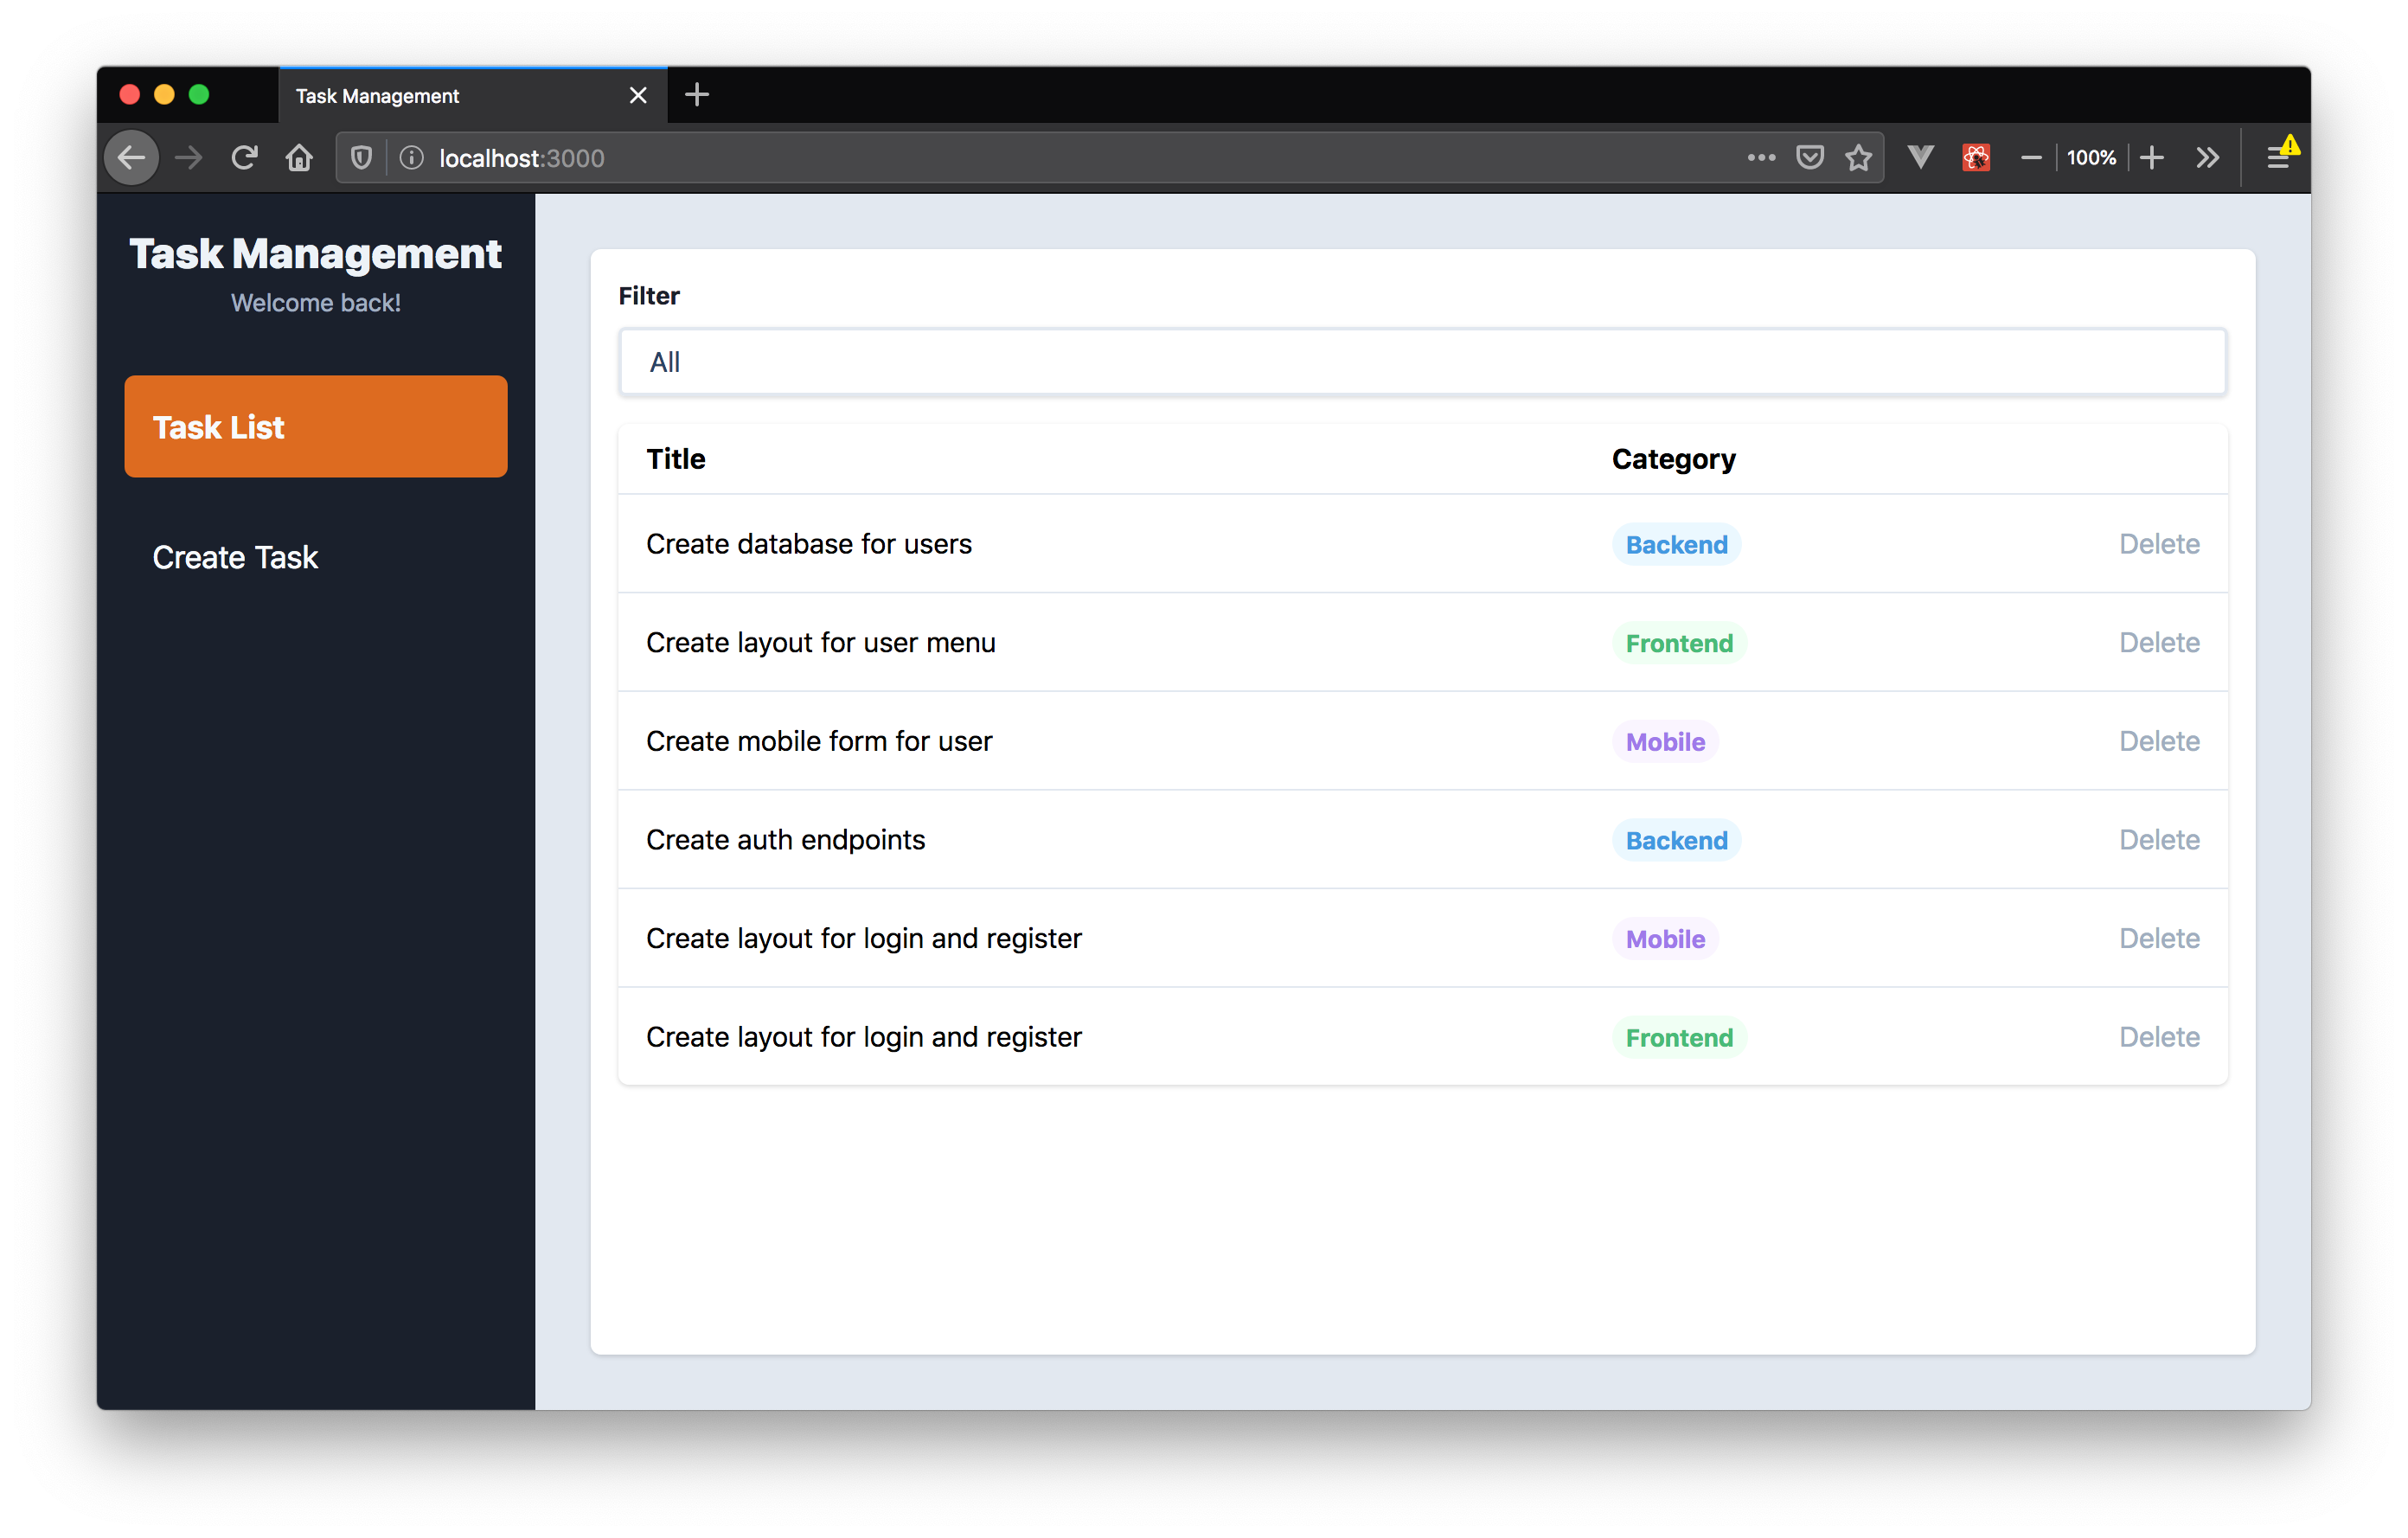 Task Management
localhost:3000
100%
Task Management
Welcome back!
Task List
Create Task
Filter
All
Title Category
Create database for users Backend Delete
Create layout for user menu Frontend Delete
Create mobile form for user Mobile Delete
Create auth endpoints Backend Delete
Create layout for login and register Mobile Delete
Create layout for login and register Frontend Delete